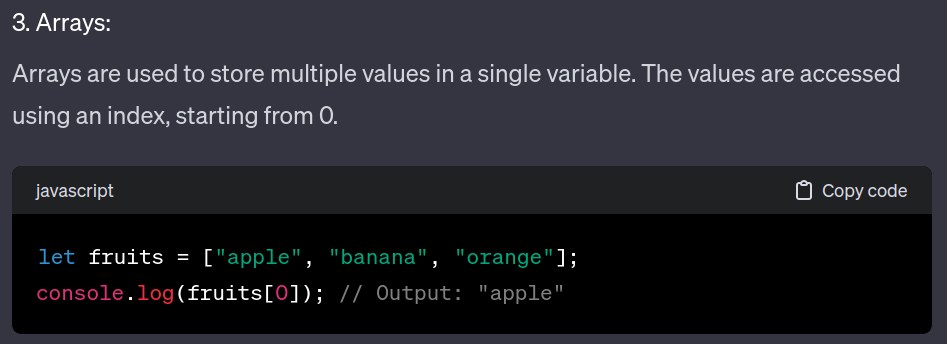 3. Arrays:
Arrays are used to store multiple values in a single variable. The values are accessed
using an index, starting from 0.
javascript
Copy code
let fruits = ["apple", "banana", "orange"];
console.log(fruits[0]); // Output: "apple"